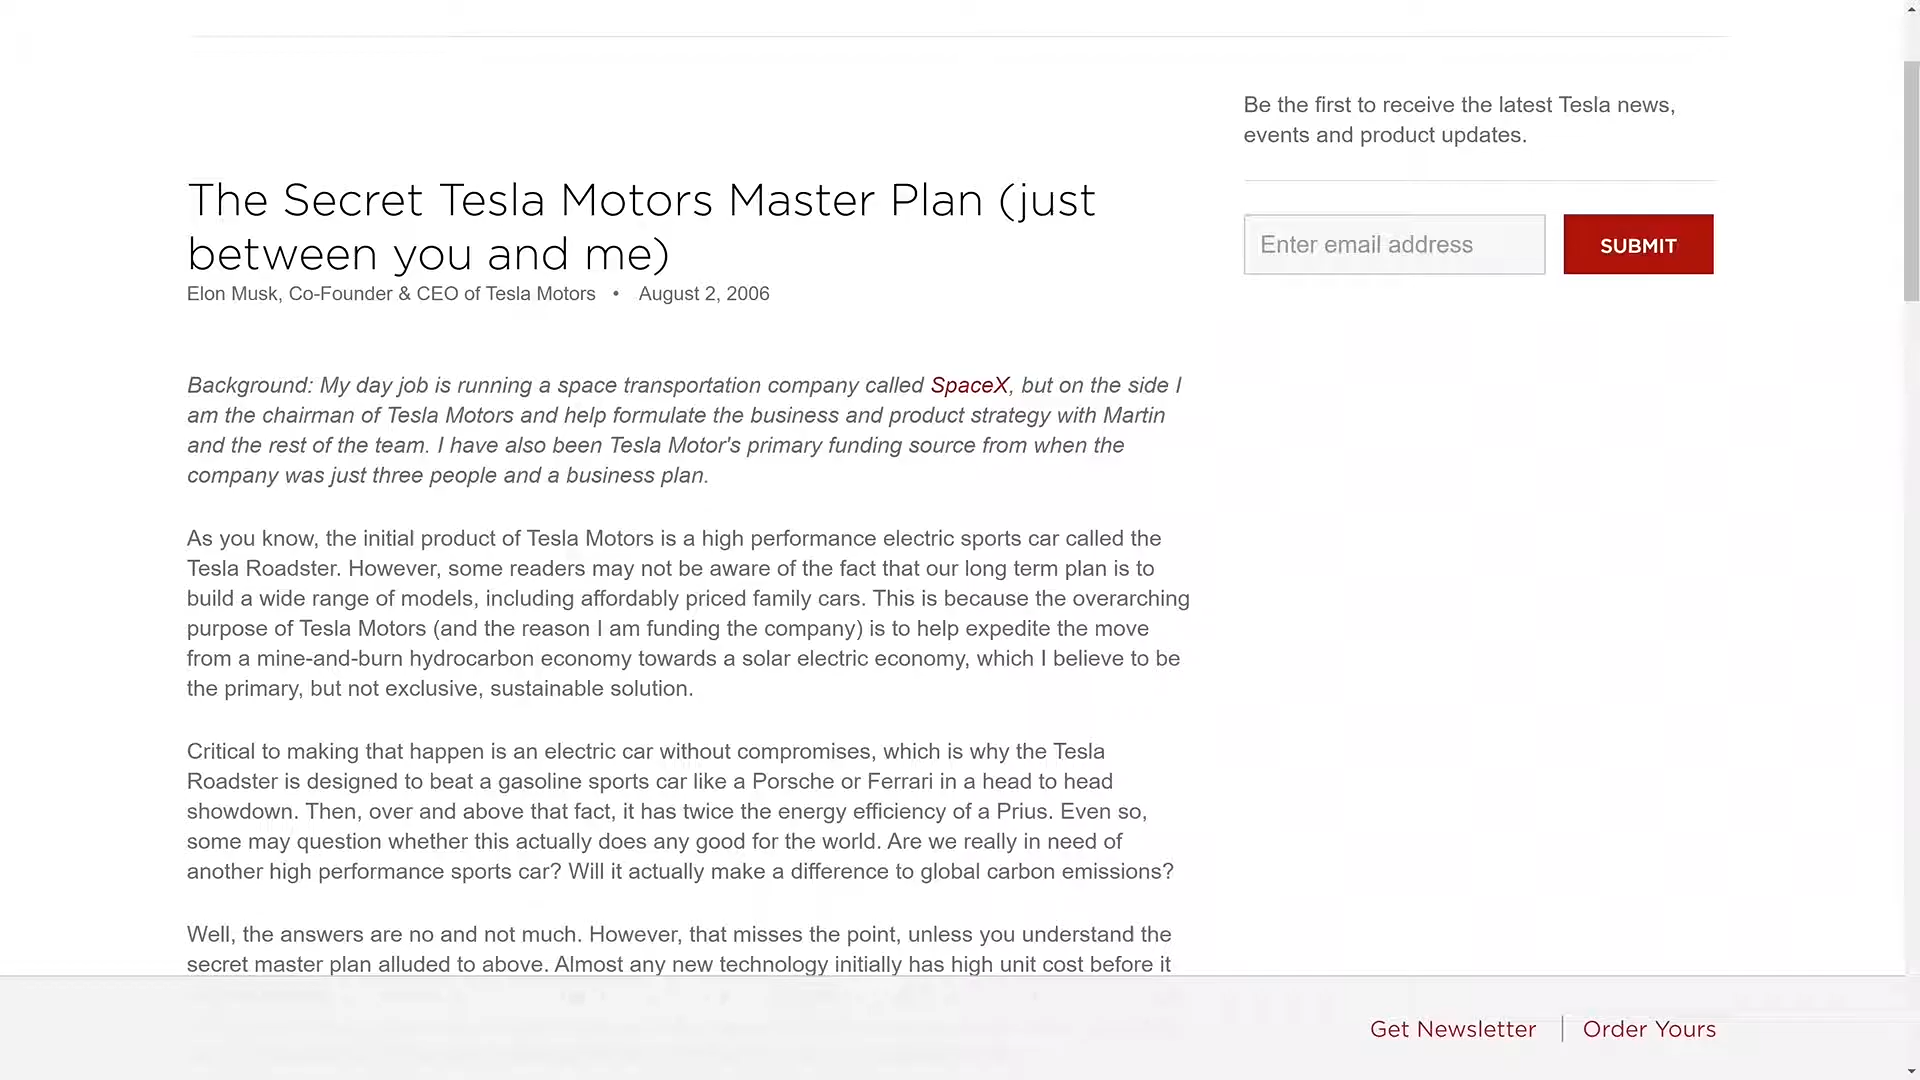 Be the first to receive the latest Tesla news,
events and product updates.
Enter email address
SUBMIT
The Secret Tesla Motors Master Plan (just
between you and me)
Elon Musk, Co-Founder & CEO of Tesla Motors • August 2, 2006
Background: My day job is running a space transportation company called SpaceX, but on the side I
am the chairman of Tesla Motors and help formulate the business and product strategy with Martin
and the rest of the team. I have also been Tesla Motor's primary funding source from when the
company was just three people and a business plan.
As you know, the initial product of Tesla Motors is a high performance electric sports car called the
Tesla Roadster. However, some readers may not be aware of the fact that our long term plan is to
build a wide range of models, including affordably priced family cars. This is because the overarching
purpose of Tesla Motors (and the reason I am funding the company) is to help expedite the move
from a mine-and-burn hydrocarbon economy towards a solar electric economy, which I believe to be
the primary, but not exclusive, sustainable solution.
Critical to making that happen is an electric car without compromises, which is why the Tesla
Roadster is designed to beat a gasoline sports car like a Porsche or Ferrari in a head to head
showdown. Then, over and above that fact, it has twice the energy efficiency of a Prius. Even so,
some may question whether this actually does any good for the world. Are we really in need of
another high performance sports car? Will it actually make a difference to global carbon emissions?
Well, the answers are no and not much. However, that misses the point, unless you understand the
secret master plan alluded to above. Almost any new technology initially has high unit cost before it
Get Newsletter | Order Yours